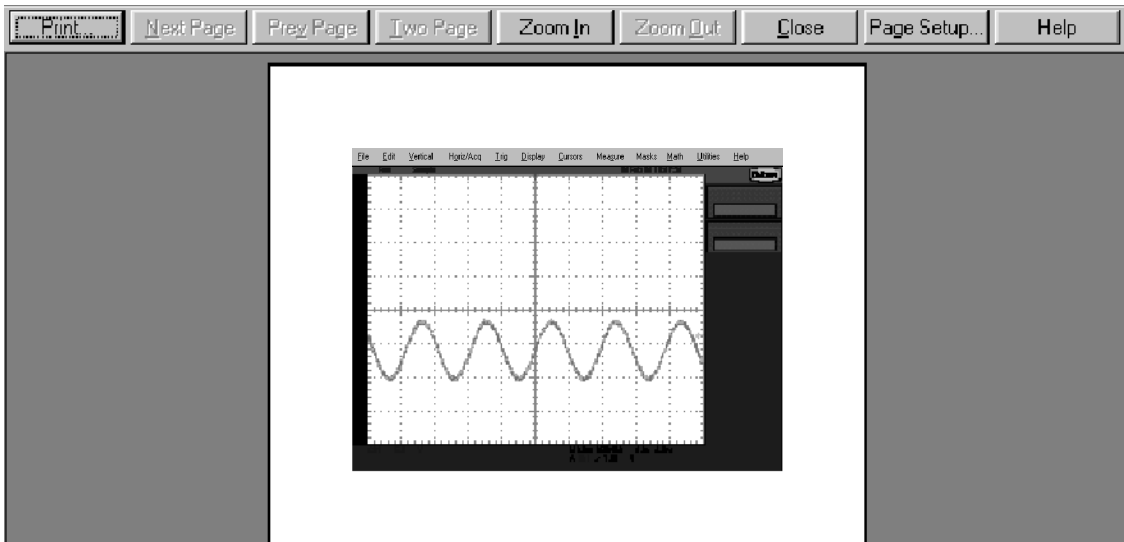 Print... Next Page Prev Page Two Page Zoom In Zoom Out Close Page Setup... Help
File Edit Vertical Horiz/Acq Trig Display Cursors Measure Masks Math Utilities Help
Buttons